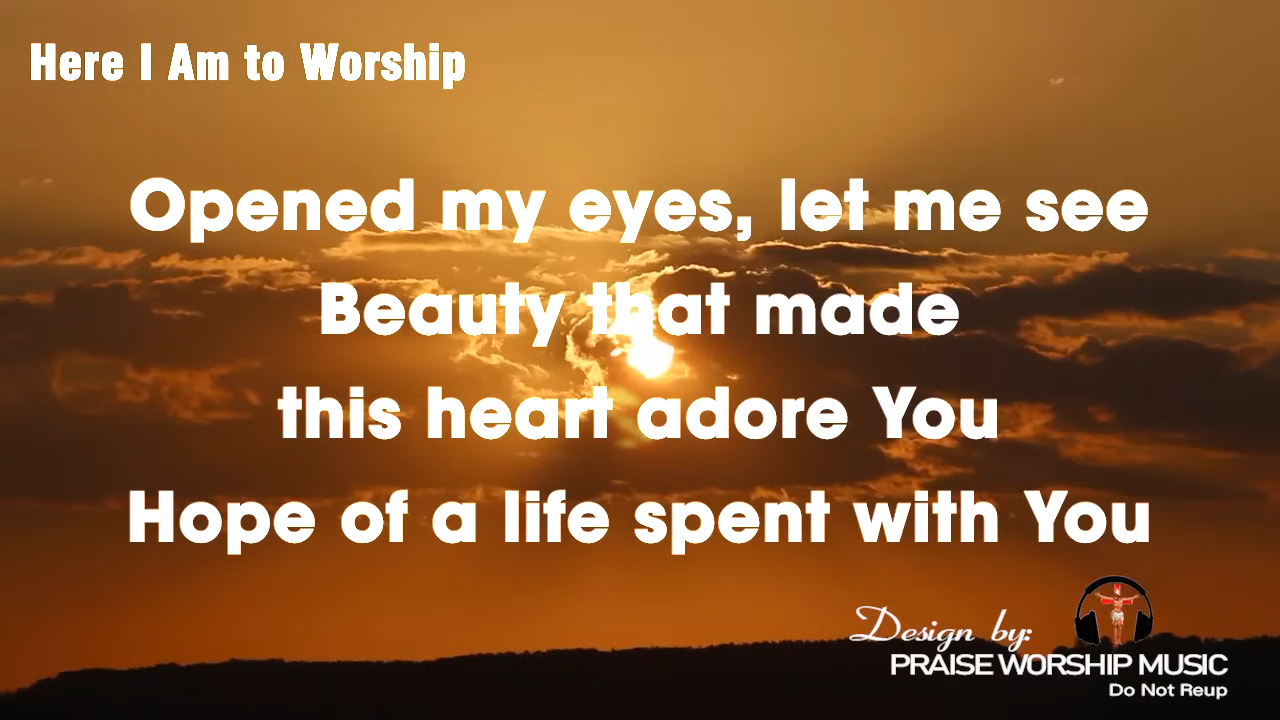 Here I Am to Worship
Opened my eyes, let me see
Beauty that made
this heart adore You
Hope of a life spent with You
Design by:
PRAISE WORSHIP MUSIC
Do Not Reup